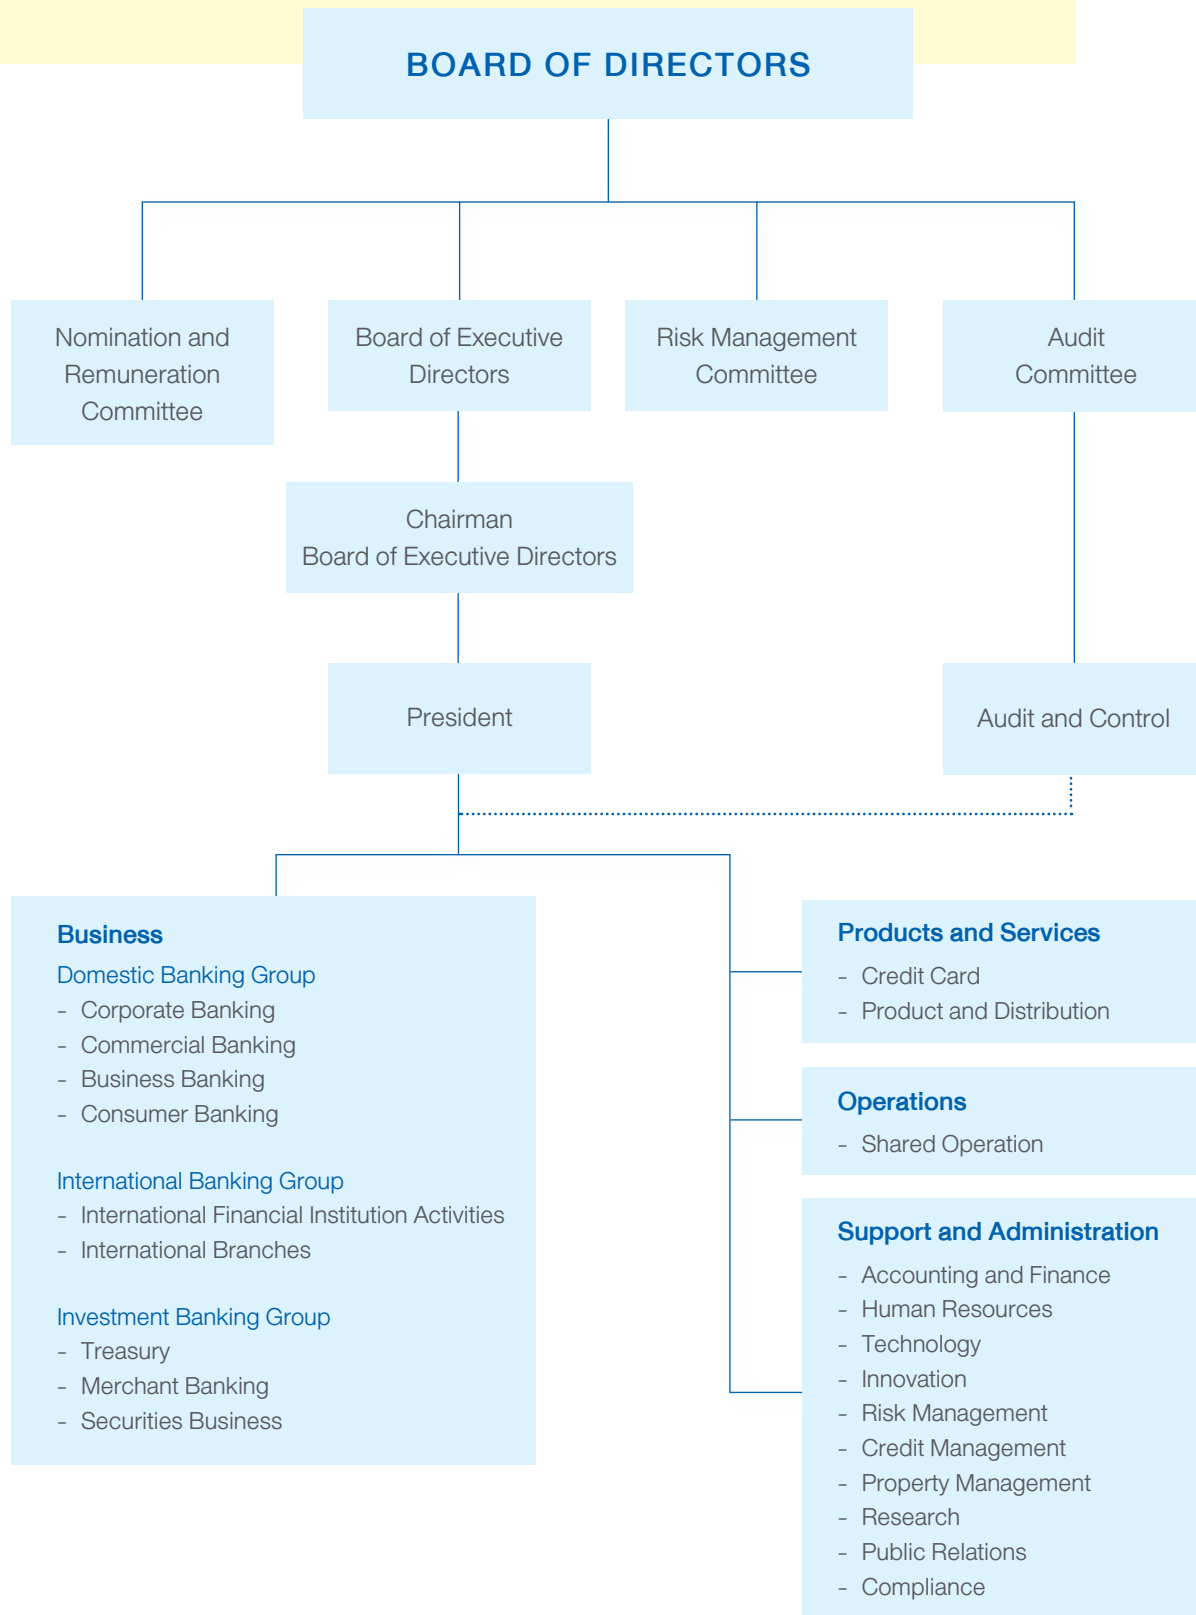 BOARD OF DIRECTORS
Nomination and
Remuneration
Committee
Board of Executive
Directors
Risk Management
Committee
Audit
Committee
Chairman
Board of Executive Directors
President
Audit and Control
Business
Domestic Banking Group
- Corporate Banking
- Commercial Banking
- Business Banking
- Consumer Banking
International Banking Group
- International Financial Institution Activities
- International Branches
Investment Banking Group
- Treasury
- Merchant Banking
- Securities Business
Products and Services
- Credit Card
- Product and Distribution
Operations
- Shared Operation
Support and Administration
- Accounting and Finance
- Human Resources
- Technology
- Innovation
- Risk Management
- Credit Management
- Property Management
- Research
- Public Relations
- Compliance